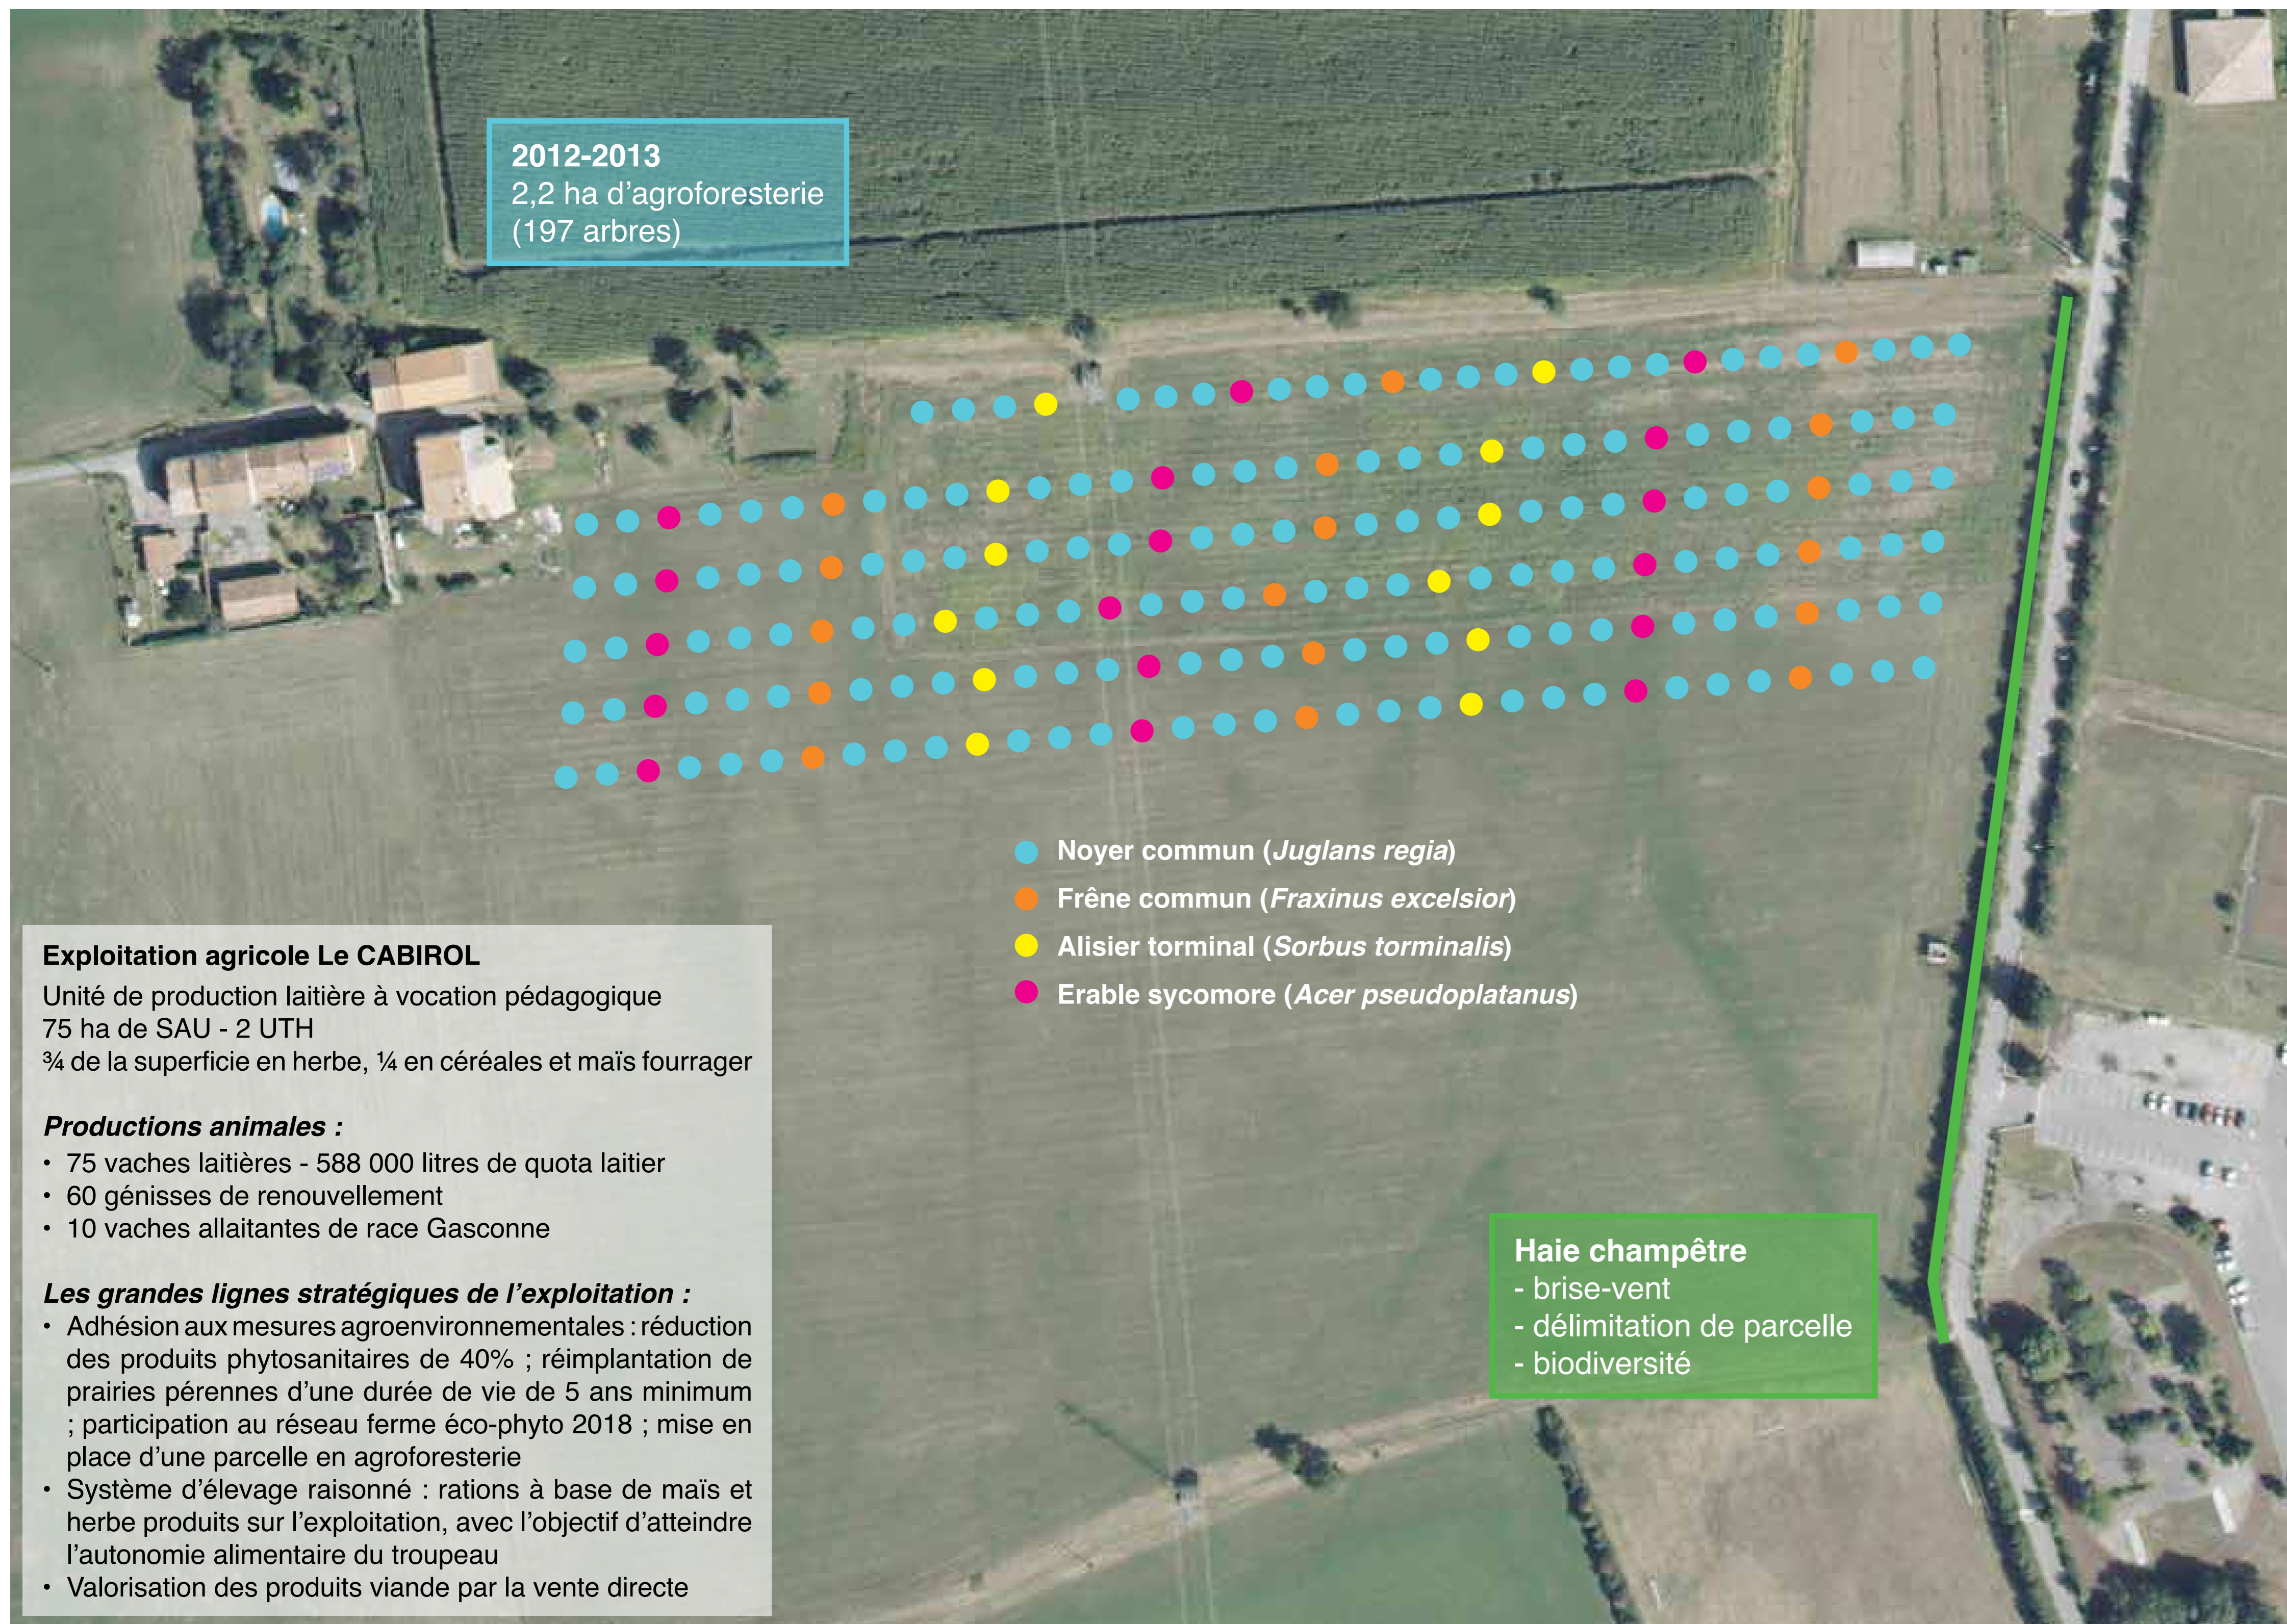 2012-2013
2,2 ha d’agroforesterie
(197 arbres)
Noyer commun (Juglans regia)
Frêne commun (Fraxinus excelsior)
Alisier torminal (Sorbus torminalis)
Erable sycomore (Acer pseudoplatanus)
Exploitation agricole Le CABIROL
Unité de production laitière à vocation pédagogique
75 ha de SAU - 2 UTH
¾ de la superficie en herbe, ¼ en céréales et maïs fourrager
Productions animales :
• 75 vaches laitières - 588 000 litres de quota laitier
• 60 génisses de renouvellement
• 10 vaches allaitantes de race Gasconne
Les grandes lignes stratégiques de l’exploitation :
• Adhésion aux mesures agroenvironnementales : réduction
des produits phytosanitaires de 40% ; réimplantation de
prairies pérennes d’une durée de vie de 5 ans minimum
; participation au réseau ferme éco-phyto 2018 ; mise en
place d’une parcelle en agroforesterie
• Système d’élevage raisonné : rations à base de maïs et
herbe produits sur l’exploitation, avec l’objectif d’atteindre
l’autonomie alimentaire du troupeau
• Valorisation des produits viande par la vente directe
Haie champêtre
- brise-vent
- délimitation de parcelle
- biodiversité